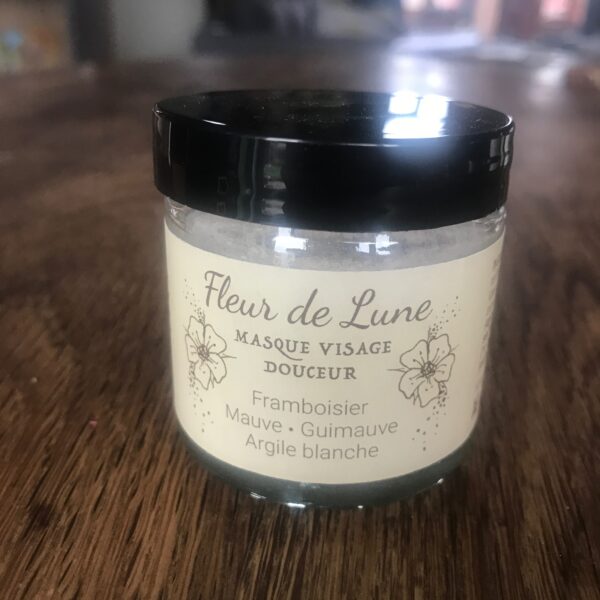 Fleur de Lune
MASQUE VISAGE
DOUCEUR
Framboisier
Mauve • Guimauve
Argile blanche